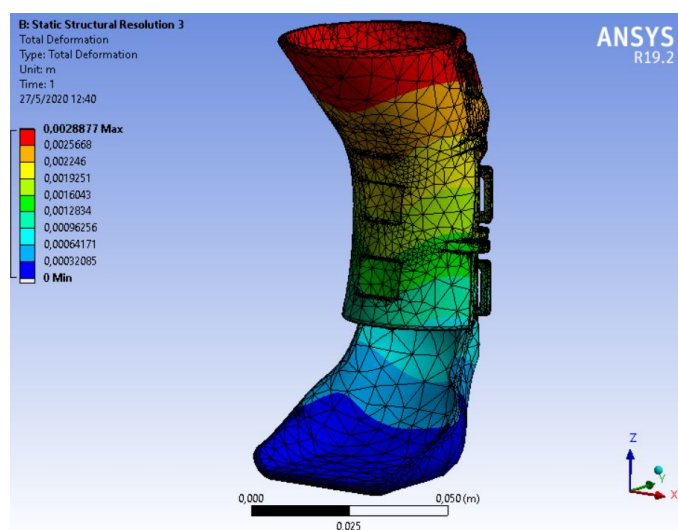 B: Static Structural Resolution 3
Total Deformation
Type: Total Deformation
Unit: m
Time: 1
27/5/2020 12:40
0,0028877 Max
0,0025668
0,002246
0,0019251
0,0016043
0,0012834
0,00096256
0,00064171
0,00032085
0 Min
ANSYS
R19.2
Z
Y
X
0,000
0,050 (m)
0,025